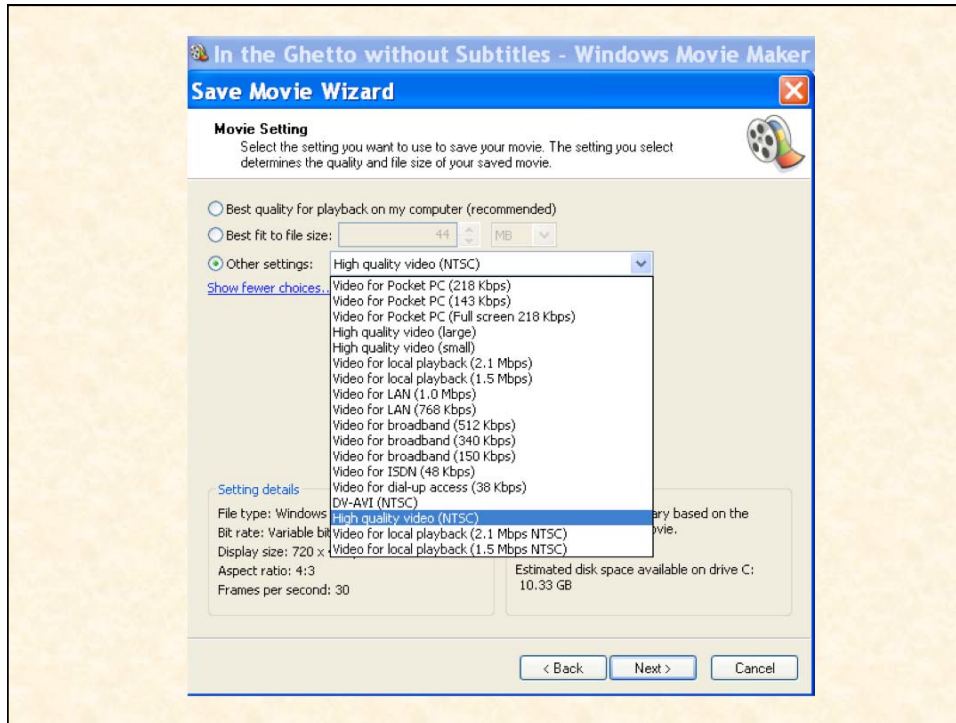 In the Ghetto without Subtitles - Windows Movie Maker
Save Movie Wizard
Movie Setting
Select the setting you want to use to save your movie. The setting you select
determines the quality and file size of your saved movie.
Best quality for playback on my computer (recommended)
Best fit to file size: 44 MB
Other settings: High quality video (NTSC)
Show fewer choices...
Video for Pocket PC (218 Kbps)
Video for Pocket PC (143 Kbps)
Video for Pocket PC (Full screen 218 Kbps)
High quality video (large)
High quality video (small)
Video for local playback (2.1 Mbps)
Video for local playback (1.5 Mbps)
Video for LAN (1.0 Mbps)
Video for LAN (768 Kbps)
Video for broadband (512 Kbps)
Video for broadband (340 Kbps)
Video for broadband (150 Kbps)
Video for ISDN (48 Kbps)
Video for dial-up access (38 Kbps)
DV-AVI (NTSC)
High quality video (NTSC)
Video for local playback (2.1 Mbps NTSC)
Video for local playback (1.5 Mbps NTSC)
Setting details
File type: Windows
Bit rate: Variable
Display size: 720 x
Aspect ratio: 4:3
Frames per second: 30
based on the
Estimated disk space available on drive C:
10.33 GB
< Back Next > Cancel